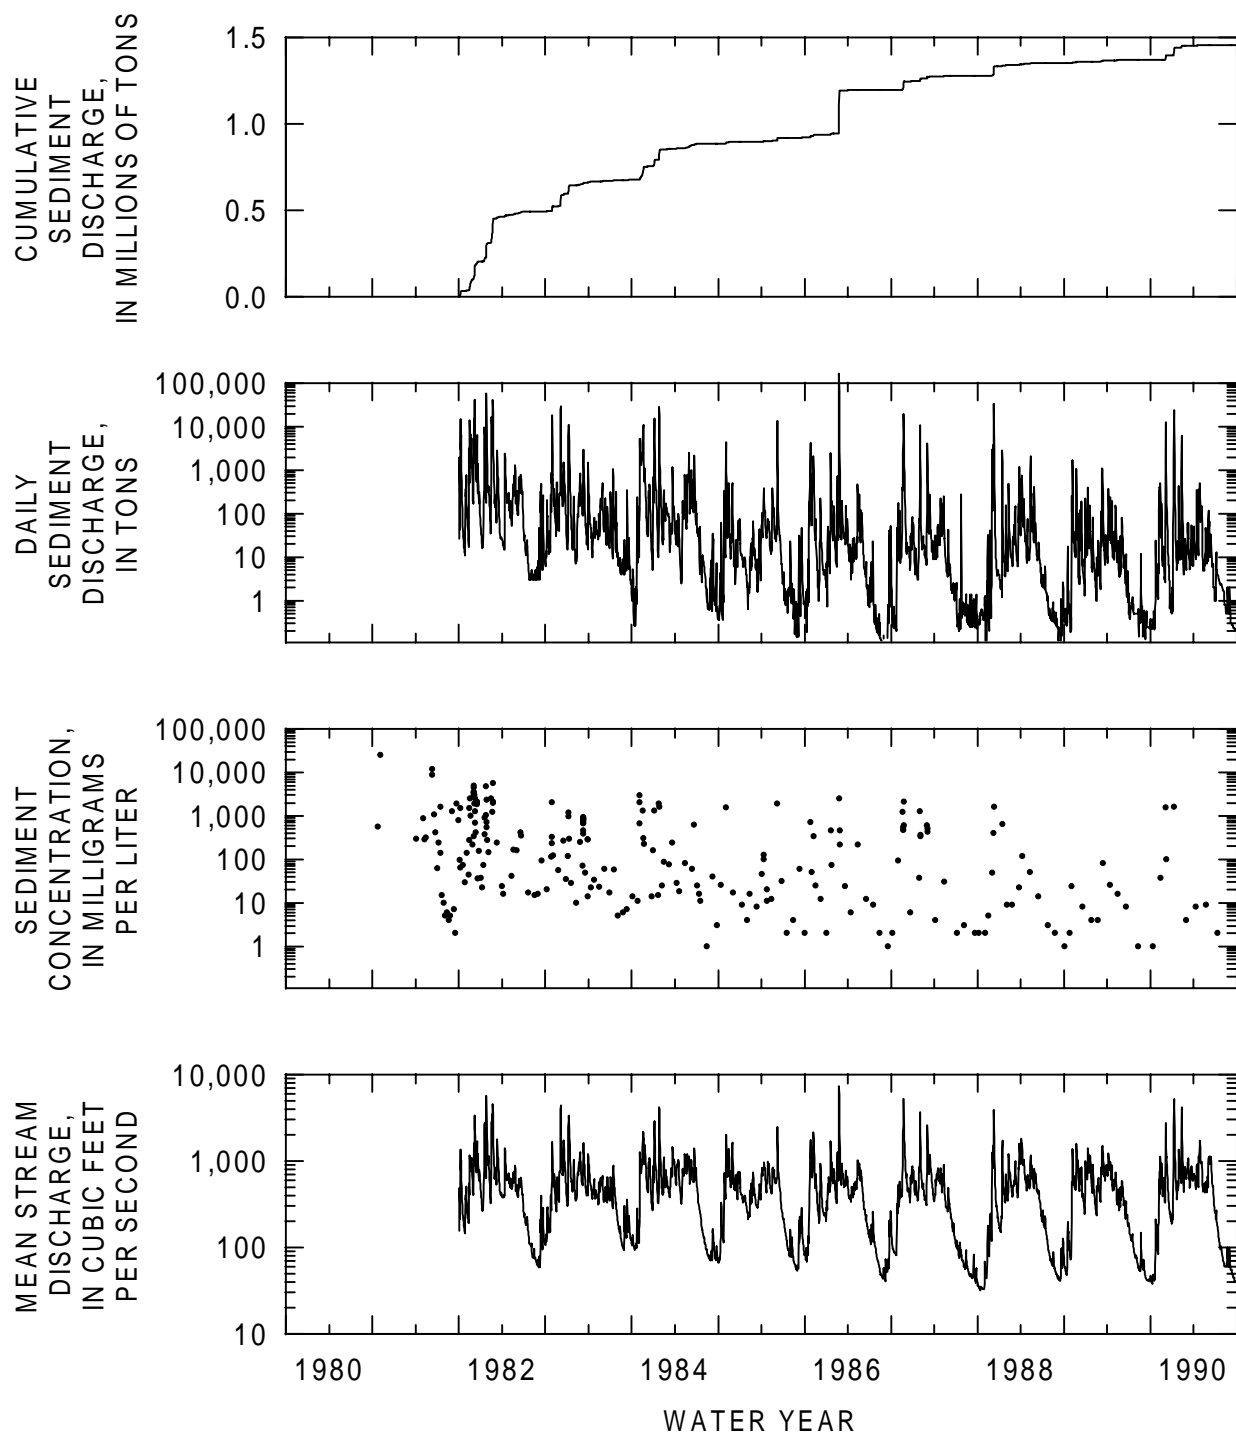 CUMULATIVE
SEDIMENT
DISCHARGE,
IN MILLIONS OF TONS
1.5
1.0
0.5
0.0
DAILY
SEDIMENT
DISCHARGE,
IN TONS
100,000
10,000
1,000
100
10
1
SEDIMENT
CONCENTRATION,
IN MILLIGRAMS
PER LITER
100,000
10,000
1,000
100
10
1
MEAN STREAM
DISCHARGE,
IN CUBIC FEET
PER SECOND
10,000
1,000
100
10
1980 1982 1984 1986 1988 1990
WATER YEAR